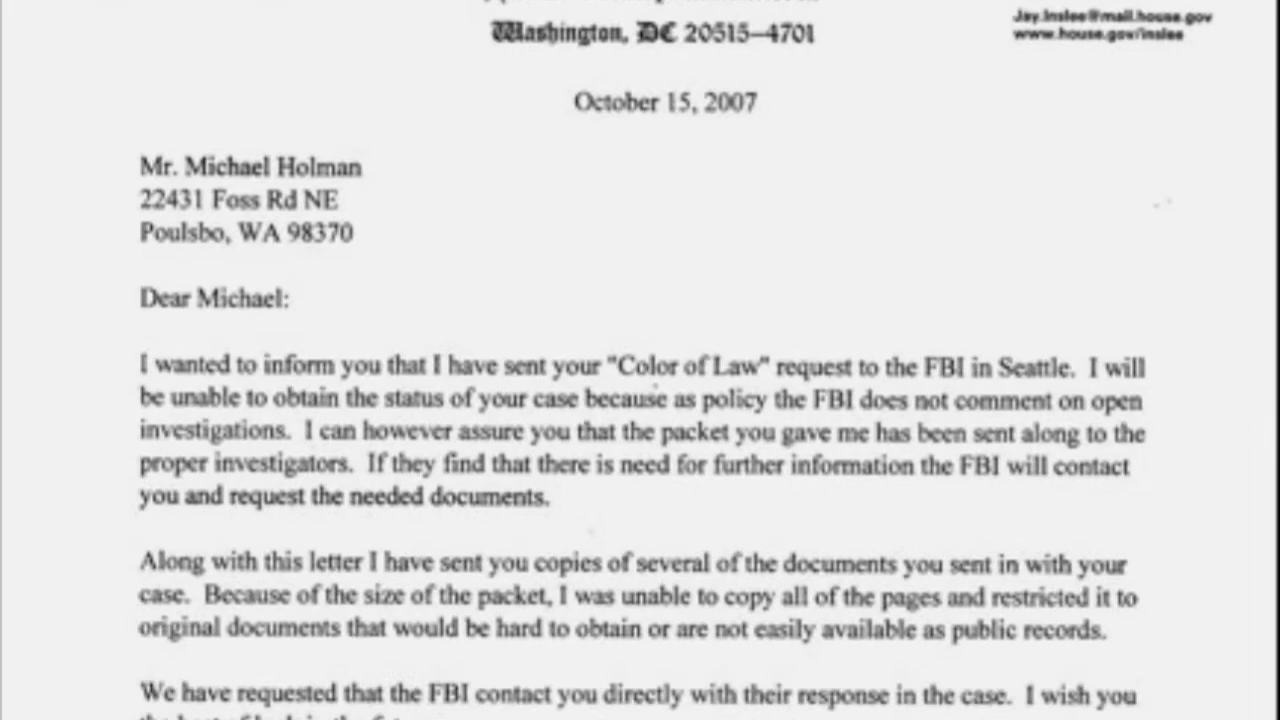 Jay.Inslee@mail.house.gov
Washington, DC 20515–4701
www.house.gov/inslee
October 15, 2007
Mr. Michael Holman
22431 Foss Rd NE
Poulsbo, WA 98370
Dear Michael:
I wanted to inform you that I have sent your "Color of Law" request to the FBI in Seattle. I will
be unable to obtain the status of your case because as policy the FBI does not comment on open
investigations. I can however assure you that the packet you gave me has been sent along to the
proper investigators. If they find that there is need for further information the FBI will contact
you and request the needed documents.
Along with this letter I have sent you copies of several of the documents you sent in with your
case. Because of the size of the packet, I was unable to copy all of the pages and restricted it to
original documents that would be hard to obtain or are not easily available as public records.
We have requested that the FBI contact you directly with their response in the case. I wish you